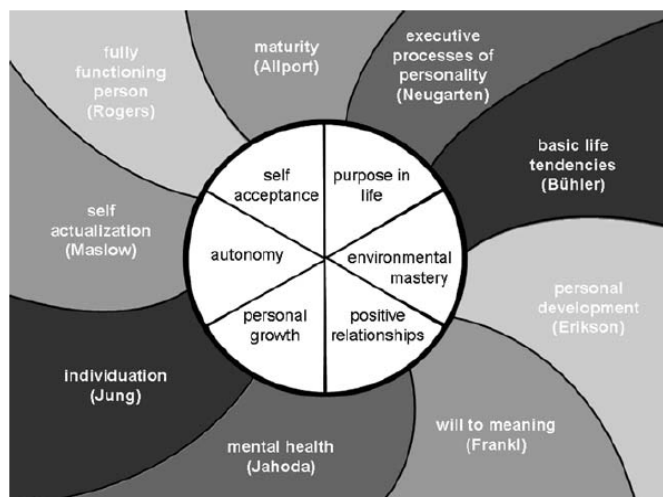 maturity
(Allport)
executive
processes of
personality
(Neugarten)
fully
functioning
person
(Rogers)
basic life
tendencies
(Bühler)
self
acceptance
purpose in
life
self
actualization
(Maslow)
autonomy
environmental
mastery
personal
development
(Erikson)
personal
growth
positive
relationships
individuation
(Jung)
will to meaning
(Frankl)
mental health
(Jahoda)